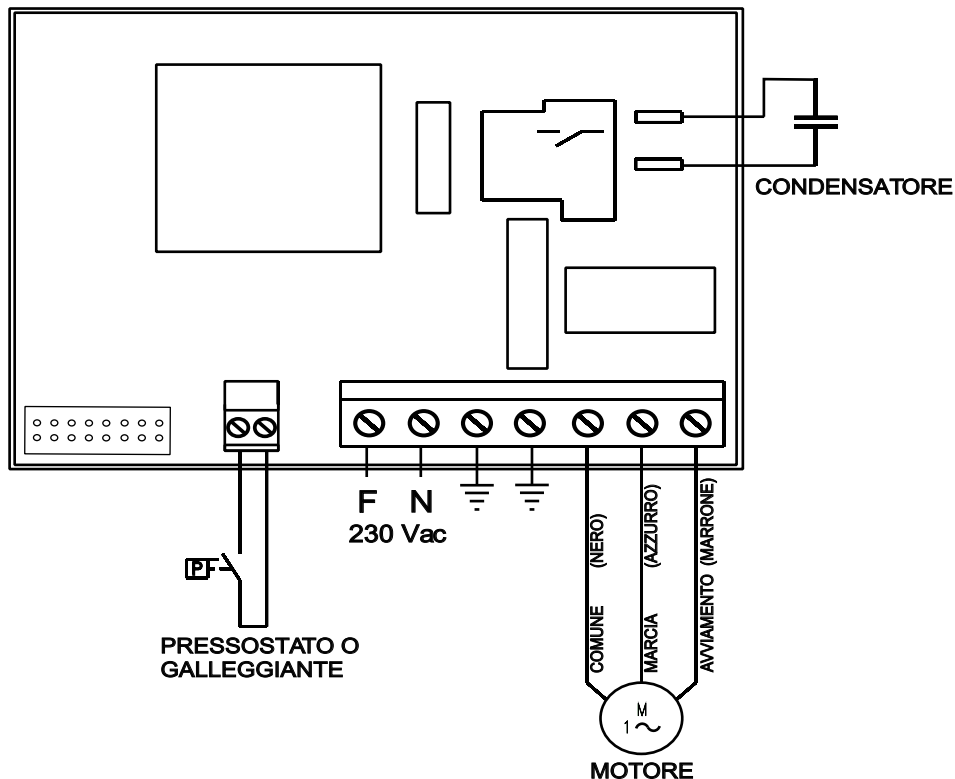 CONDENSATORE
F N
230 Vac
P
PRESSOSTATO O
GALLEGGIANTE
COMUNE (NERO)
MARCIA (AZZURRO)
AVVIAMENTO (MARRONE)
M
1~
MOTORE